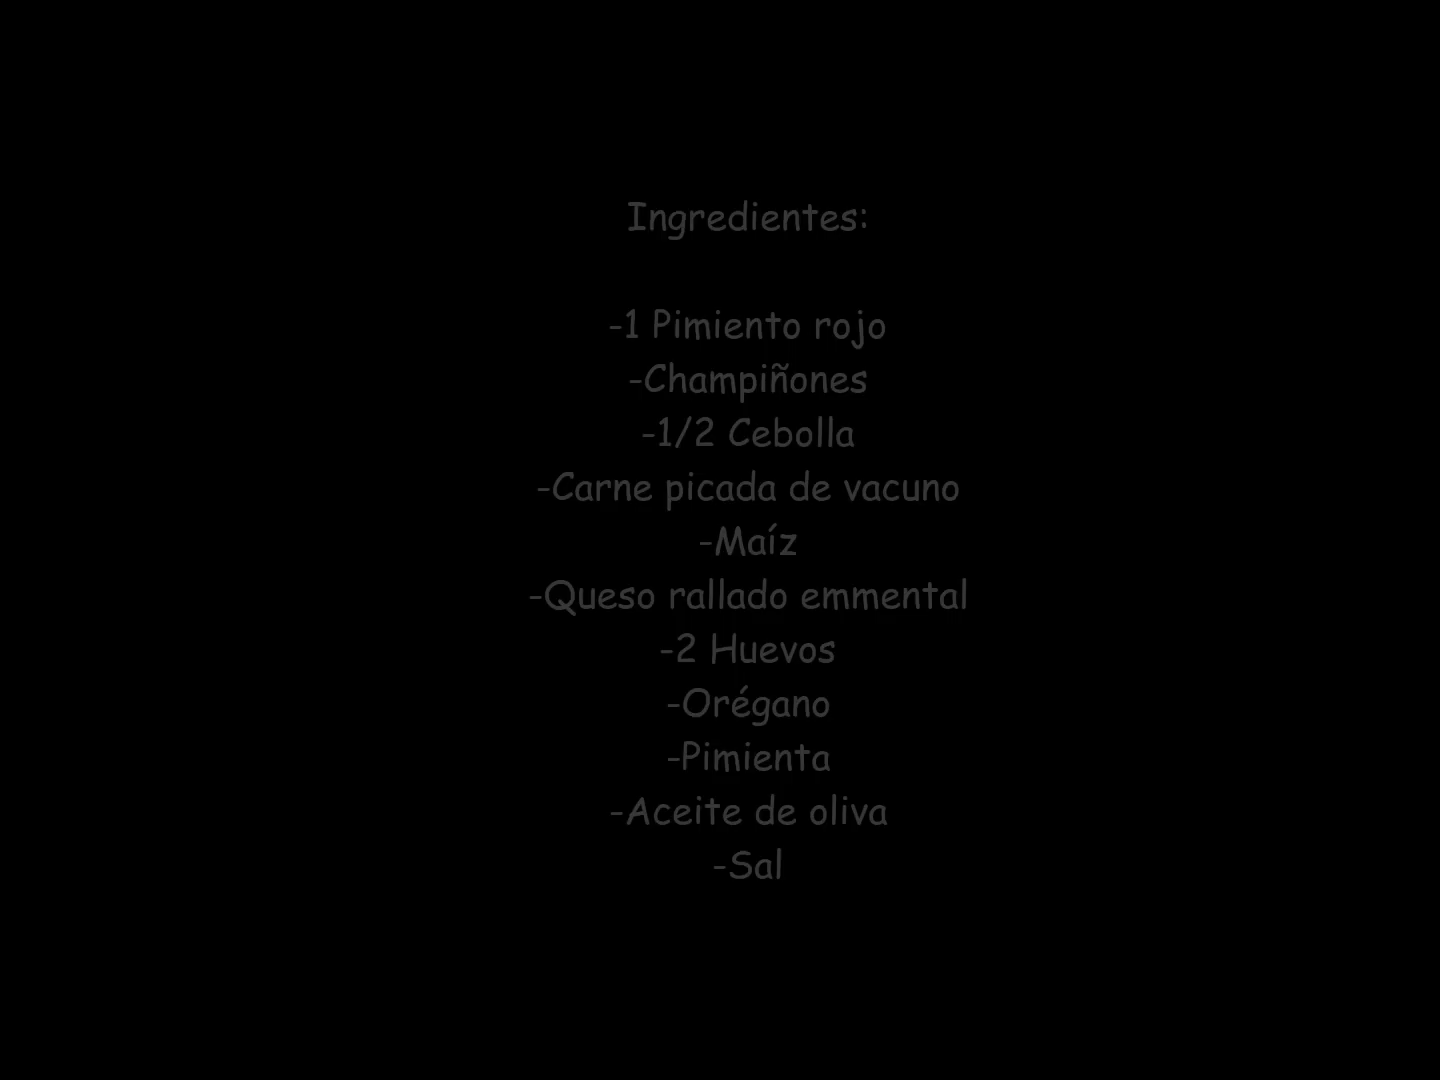 Ingredientes:
-1 Pimiento rojo
-Champiñones
-1/2 Cebolla
-Carne picada de vacuno
-Maíz
-Queso rallado emmental
-2 Huevos
-Orégano
-Pimienta
-Aceite de oliva
-Sal